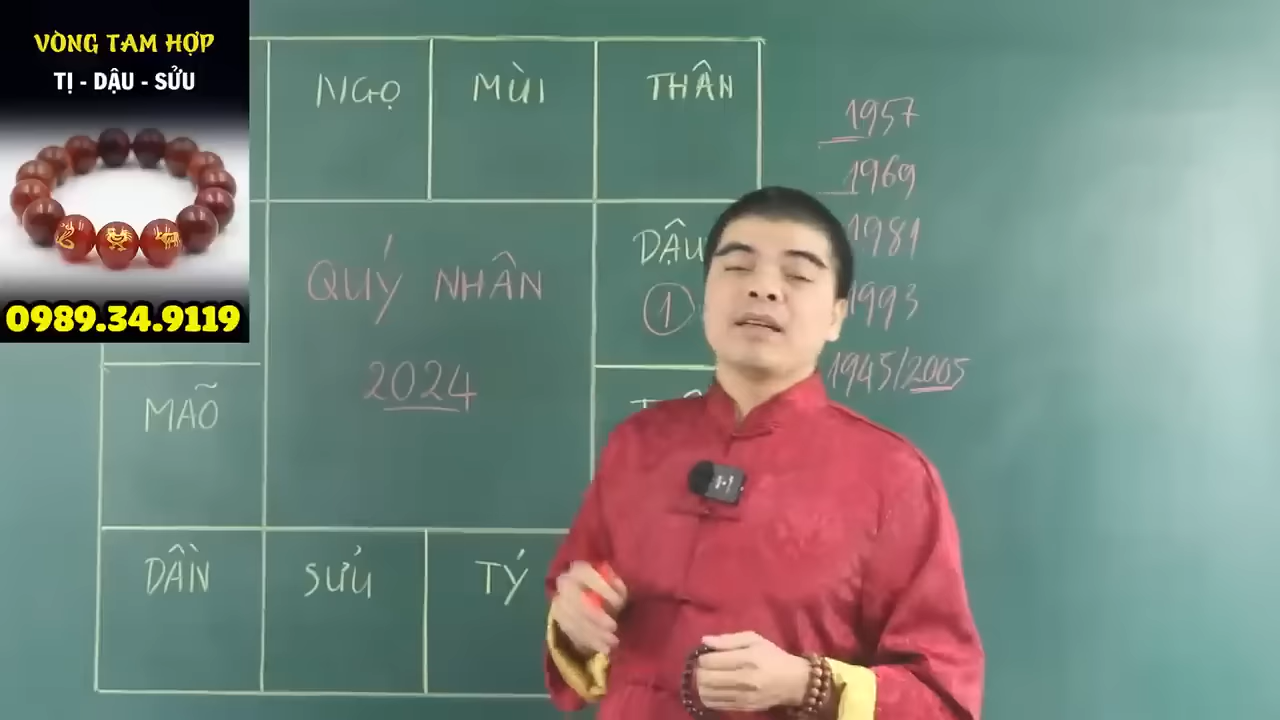 VÒNG TAM HỢP
TỊ - DẬU - SỬU
0989.34.9119
NGỌ
MÙI
THÂN
1957
1969
1981
1993
1945/2005
DẬU
1
QUÝ NHÂN
2024
MÃO
DẦN
SỬU
TÝ